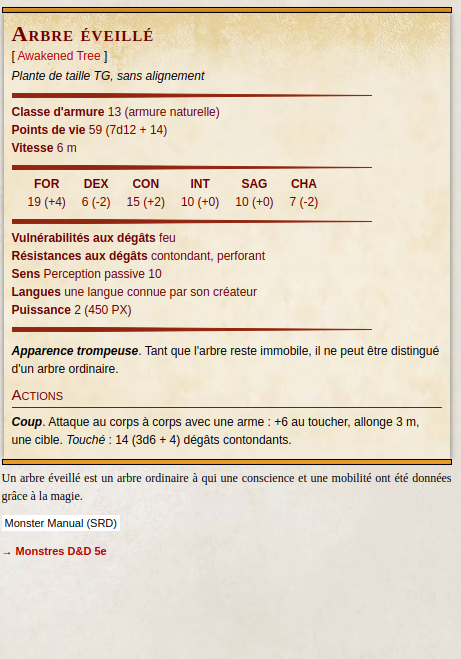 Arbre éveillé
[ Awakened Tree ]
Plante de taille TG, sans alignement
Classe d'armure 13 (armure naturelle)
Points de vie 59 (7d12 + 14)
Vitesse 6 m
FOR DEX CON INT SAG CHA
19 (+4) 6 (-2) 15 (+2) 10 (+0) 10 (+0) 7 (-2)
Vulnérabilités aux dégâts feu
Résistances aux dégâts contondant, perforant
Sens Perception passive 10
Langues une langue connue par son créateur
Puissance 2 (450 PX)
Apparence trompeuse. Tant que l'arbre reste immobile, il ne peut être distingué
d'un arbre ordinaire.
Actions
Coup. Attaque au corps à corps avec une arme : +6 au toucher, allonge 3 m,
une cible. Touché : 14 (3d6 + 4) dégâts contondants.
Un arbre éveillé est un arbre ordinaire à qui une conscience et une mobilité ont été données
grâce à la magie.
Monster Manual (SRD)
→ Monstres D&D 5e